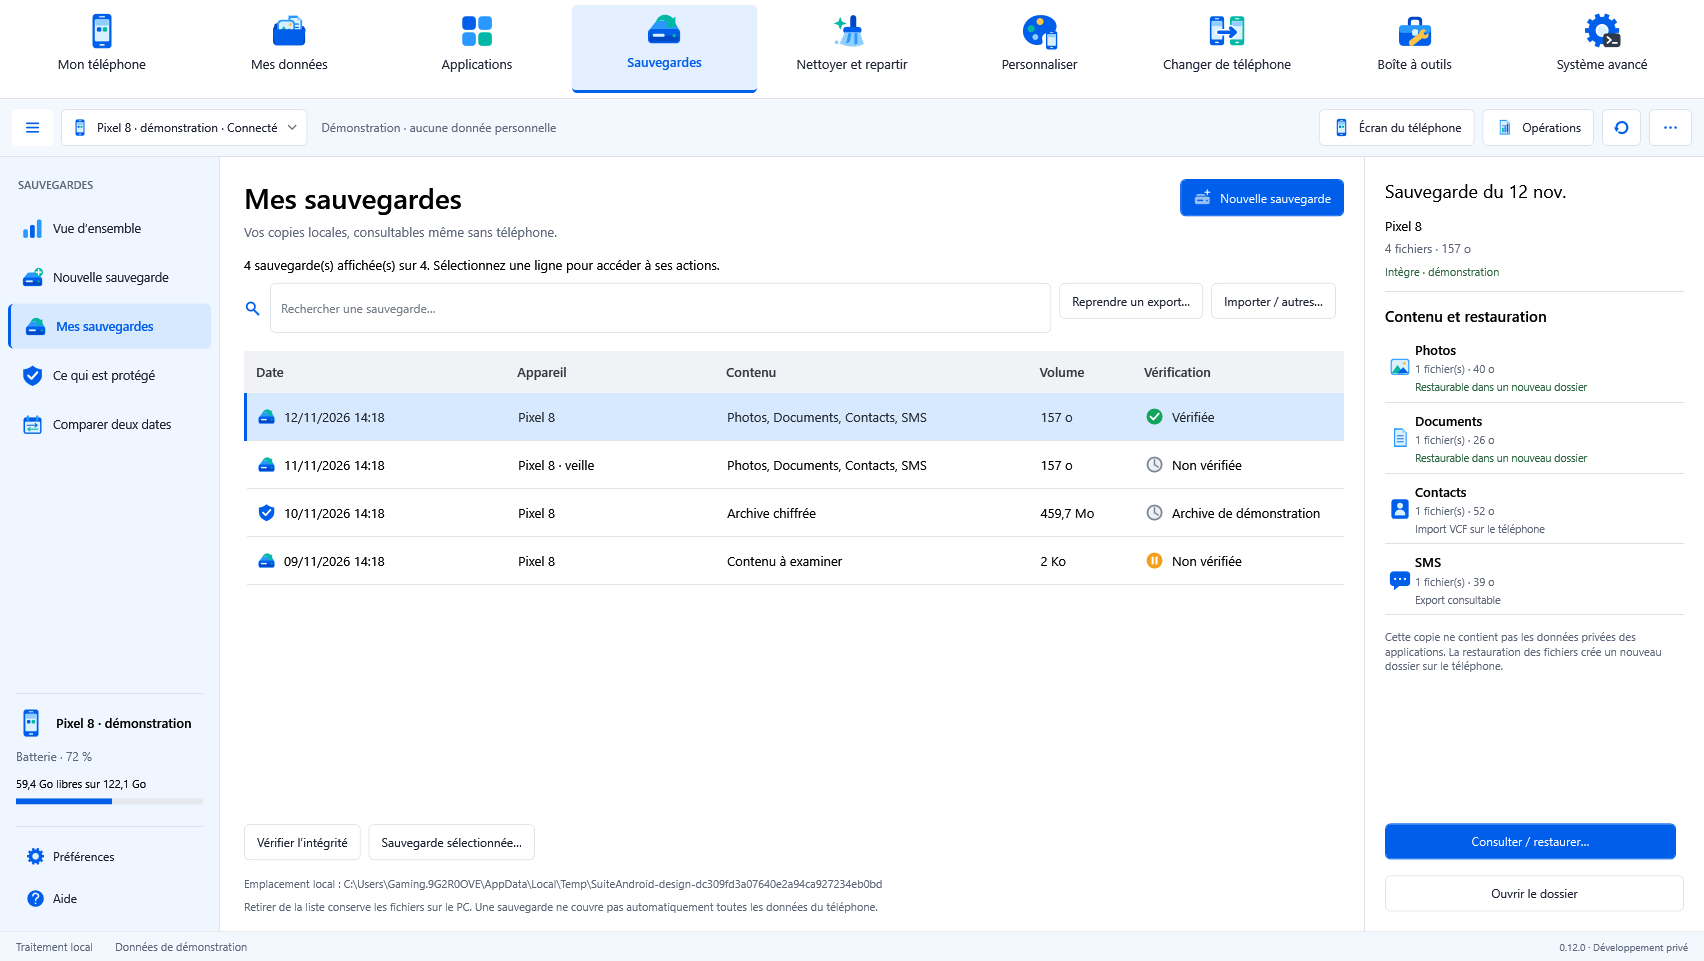 Mon téléphone
Mes données
Applications
Sauvegardes
Nettoyer et repartir
Personnaliser
Changer de téléphone
Boîte à outils
Système avancé
Pixel 8 · démonstration · Connecté
Démonstration · aucune donnée personnelle
Écran du téléphone
Opérations
SAUVEGARDES
Vue d'ensemble
Nouvelle sauvegarde
Mes sauvegardes
Ce qui est protégé
Comparer deux dates
Pixel 8 · démonstration
Batterie · 72 %
59,4 Go libres sur 122,1 Go
Préférences
Aide
Mes sauvegardes
Nouvelle sauvegarde
Vos copies locales, consultables même sans téléphone.
4 sauvegarde(s) affichée(s) sur 4. Sélectionnez une ligne pour accéder à ses actions.
Rechercher une sauvegarde...
Reprendre un export...
Importer / autres...
Date Appareil Contenu Volume Vérification
12/11/2026 14:18 Pixel 8 Photos, Documents, Contacts, SMS 157 o Vérifiée
11/11/2026 14:18 Pixel 8 · veille Photos, Documents, Contacts, SMS 157 o Non vérifiée
10/11/2026 14:18 Pixel 8 Archive chiffrée 459,7 Mo Archive de démonstration
09/11/2026 14:18 Pixel 8 Contenu à examiner 2 Ko Non vérifiée
Vérifier l'intégrité
Sauvegarde sélectionnée...
Emplacement local : C:\Users\Gaming.9G2R0OVE\AppData\Local\Temp\SuiteAndroid-design-dc309fd3a07640e2a94ca927234eb0bd
Retirer de la liste conserve les fichiers sur le PC. Une sauvegarde ne couvre pas automatiquement toutes les données du téléphone.
Sauvegarde du 12 nov.
Pixel 8
4 fichiers · 157 o
Intègre · démonstration
Contenu et restauration
Photos
1 fichier(s) · 40 o
Restaurable dans un nouveau dossier
Documents
1 fichier(s) · 26 o
Restaurable dans un nouveau dossier
Contacts
1 fichier(s) · 52 o
Import VCF sur le téléphone
SMS
1 fichier(s) · 39 o
Export consultable
Cette copie ne contient pas les données privées des
applications. La restauration des fichiers crée un nouveau
dossier sur le téléphone.
Consulter / restaurer...
Ouvrir le dossier
Traitement local
Données de démonstration
0.12.0 · Développement privé